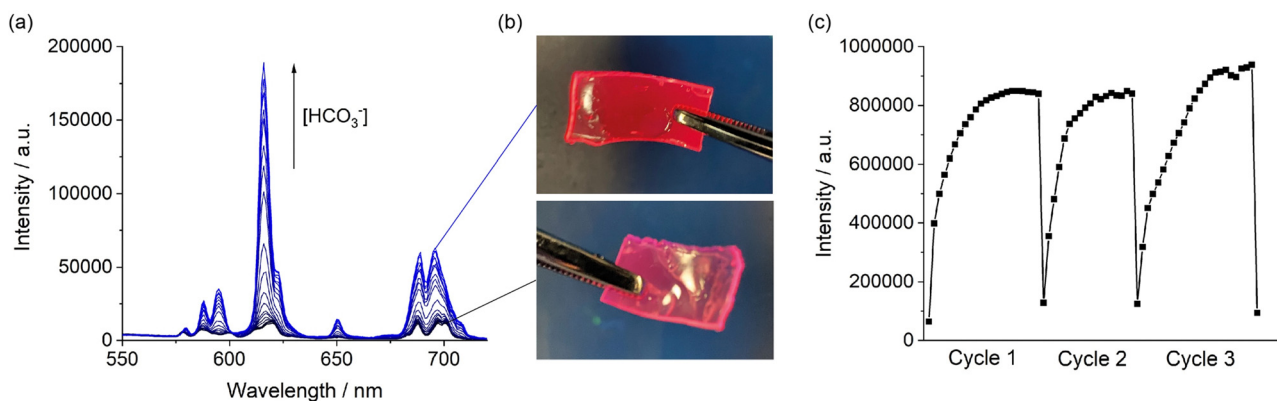 (a)
200000
150000
100000
50000
0
Intensity / a.u.
[HCO₃⁻]
550
600
650
700
Wavelength / nm
(b)
(c)
1000000
800000
600000
400000
200000
0
Intensity / a.u.
Cycle 1
Cycle 2
Cycle 3